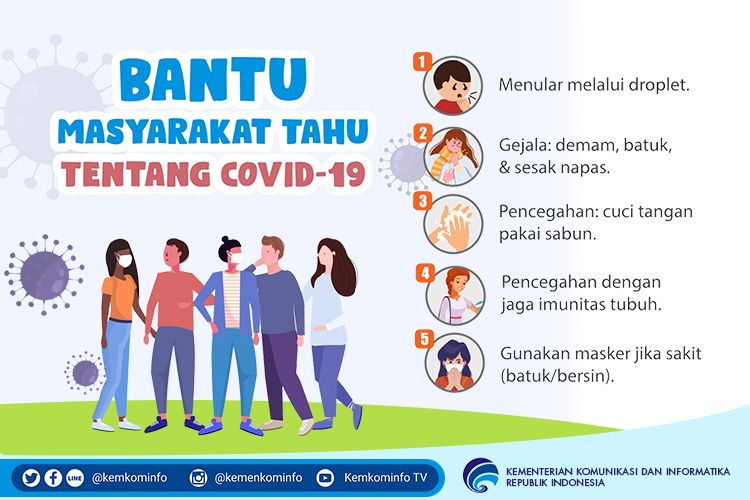 BANTU
MASYARAKAT TAHU
TENTANG COVID-19
1
Menular melalui droplet.
2
Gejala: demam, batuk,
& sesak napas.
3
Pencegahan: cuci tangan
pakai sabun.
4
Pencegahan dengan
jaga imunitas tubuh.
5
Gunakan masker jika sakit
(batuk/bersin).
LINE @kemkominfo @kemenkominfo Kemkominfo TV
KEMENTERIAN KOMUNIKASI DAN INFORMATIKA
REPUBLIK INDONESIA